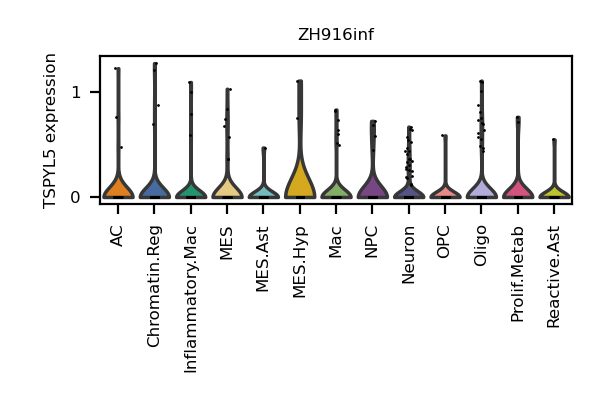 ZH916inf
TSPYL5 expression
1
0
AC
Chromatin.Reg
Inflammatory.Mac
MES
MES.Ast
MES.Hyp
Mac
NPC
Neuron
OPC
Oligo
Prolif.Metab
Reactive.Ast